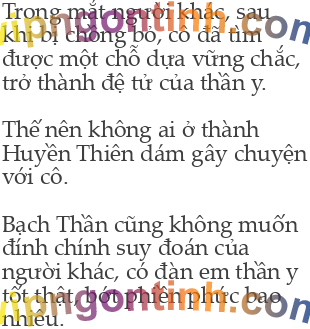 Trong mắt người khác, sau
khi bị chồng bỏ, cô đã tìm
được một chỗ dựa vững chắc,
trở thành đệ tử của thần y.
Thế nên không ai ở thành
Huyền Thiên dám gây chuyện
với cô.
Bạch Thần cũng không muốn
đính chính suy đoán của
người khác, có đàn em thần y
tốt thật, bớt phiền phức bao
nhiêu.
vipngontinh.com
vipngontinh.com